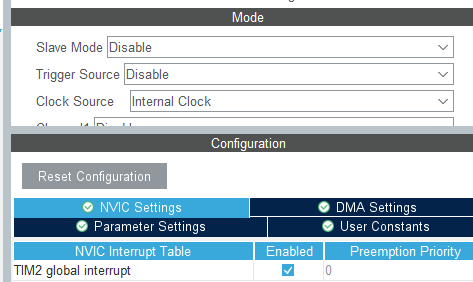 Mode
Slave Mode Disable
Trigger Source Disable
Clock Source Internal Clock
Configuration
Reset Configuration
NVIC Settings DMA Settings
Parameter Settings User Constants
NVIC Interrupt Table Enabled Preemption Priority
TIM2 global interrupt 0